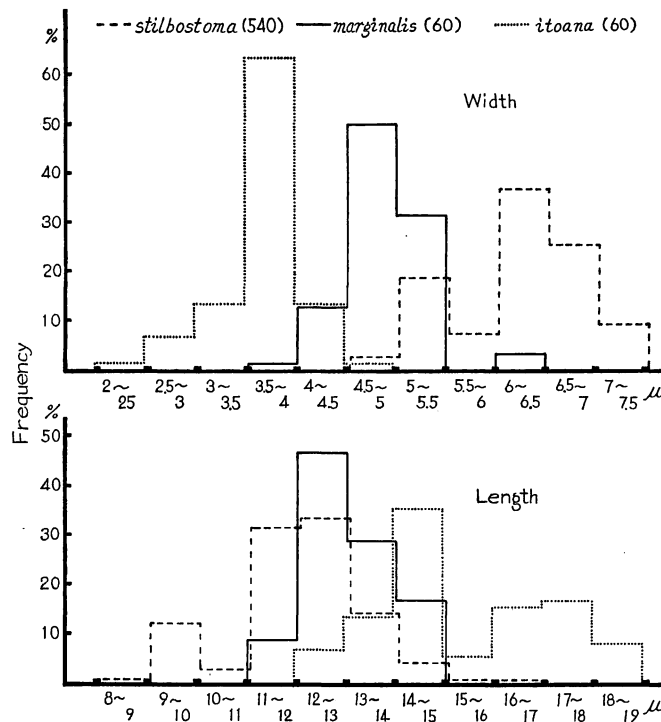 % --- stilbostoma (540) — marginalis (60) ...... itoana (60)
Width
60
50
40
30
20
10
2~ 2.5~ 3~ 3.5~ 4~ 4.5~ 5~ 5.5~ 6~ 6.5~ 7~ μ
25 3 3.5 4 4.5 5 5.5 6 6.5 7 7.5
Frequency
%
Length
50
40
30
20
10
8~ 9~ 10~ 11~ 12~ 13~ 14~ 15~ 16~ 17~ 18~ μ
9 10 11 12 13 14 15 16 17 18 19